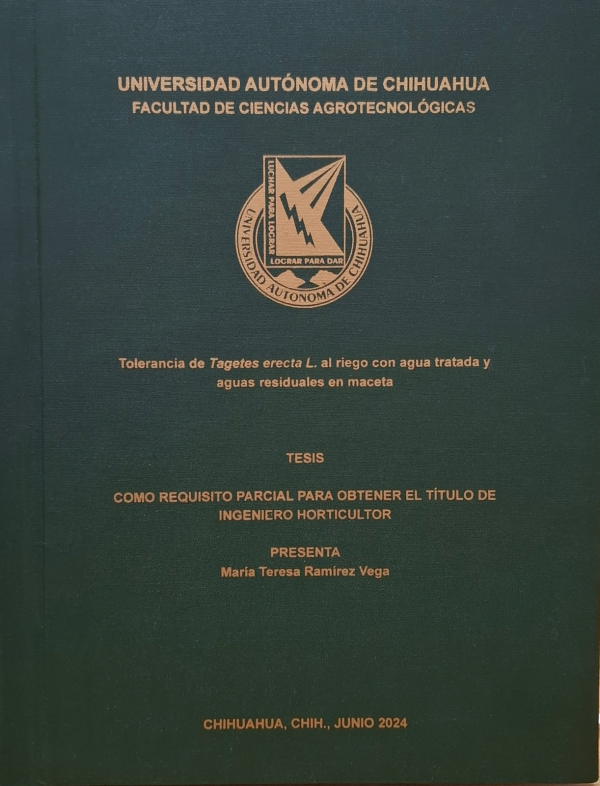 UNIVERSIDAD AUTÓNOMA DE CHIHUAHUA
FACULTAD DE CIENCIAS AGROTECNOLÓGICAS
LUCHAR PARA LOGRAR
LOGRAR PARA DAR
UNIVERSIDAD AUTONOMA DE CHIHUAHUA
Tolerancia de Tagetes erecta L. al riego con agua tratada y
aguas residuales en maceta
TESIS
COMO REQUISITO PARCIAL PARA OBTENER EL TÍTULO DE
INGENIERO HORTICULTOR
PRESENTA
María Teresa Ramírez Vega
CHIHUAHUA, CHIH., JUNIO 2024